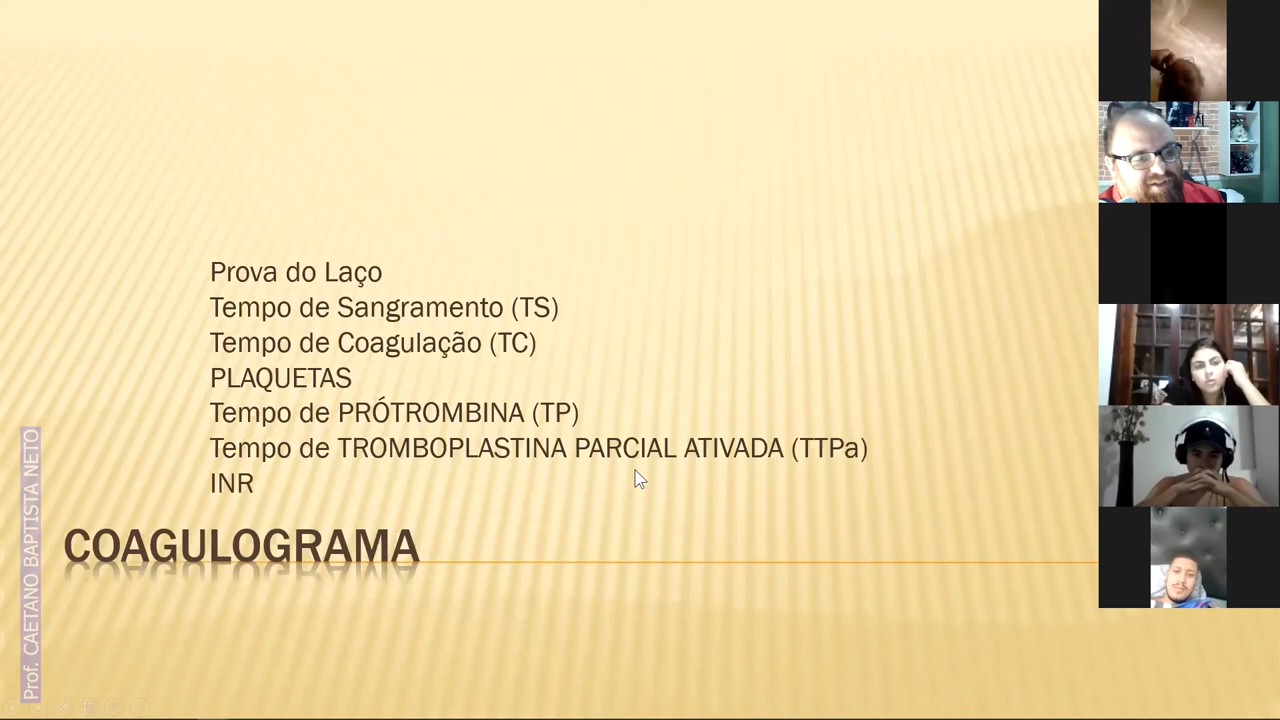 Prova do Laço
Tempo de Sangramento (TS)
Tempo de Coagulação (TC)
PLAQUETAS
Tempo de PRÓTROMBINA (TP)
Tempo de TROMBOPLASTINA PARCIAL ATIVADA (TTPa)
INR
COAGULOGRAMA
Prof. CAETANO BAPTISTA NETO